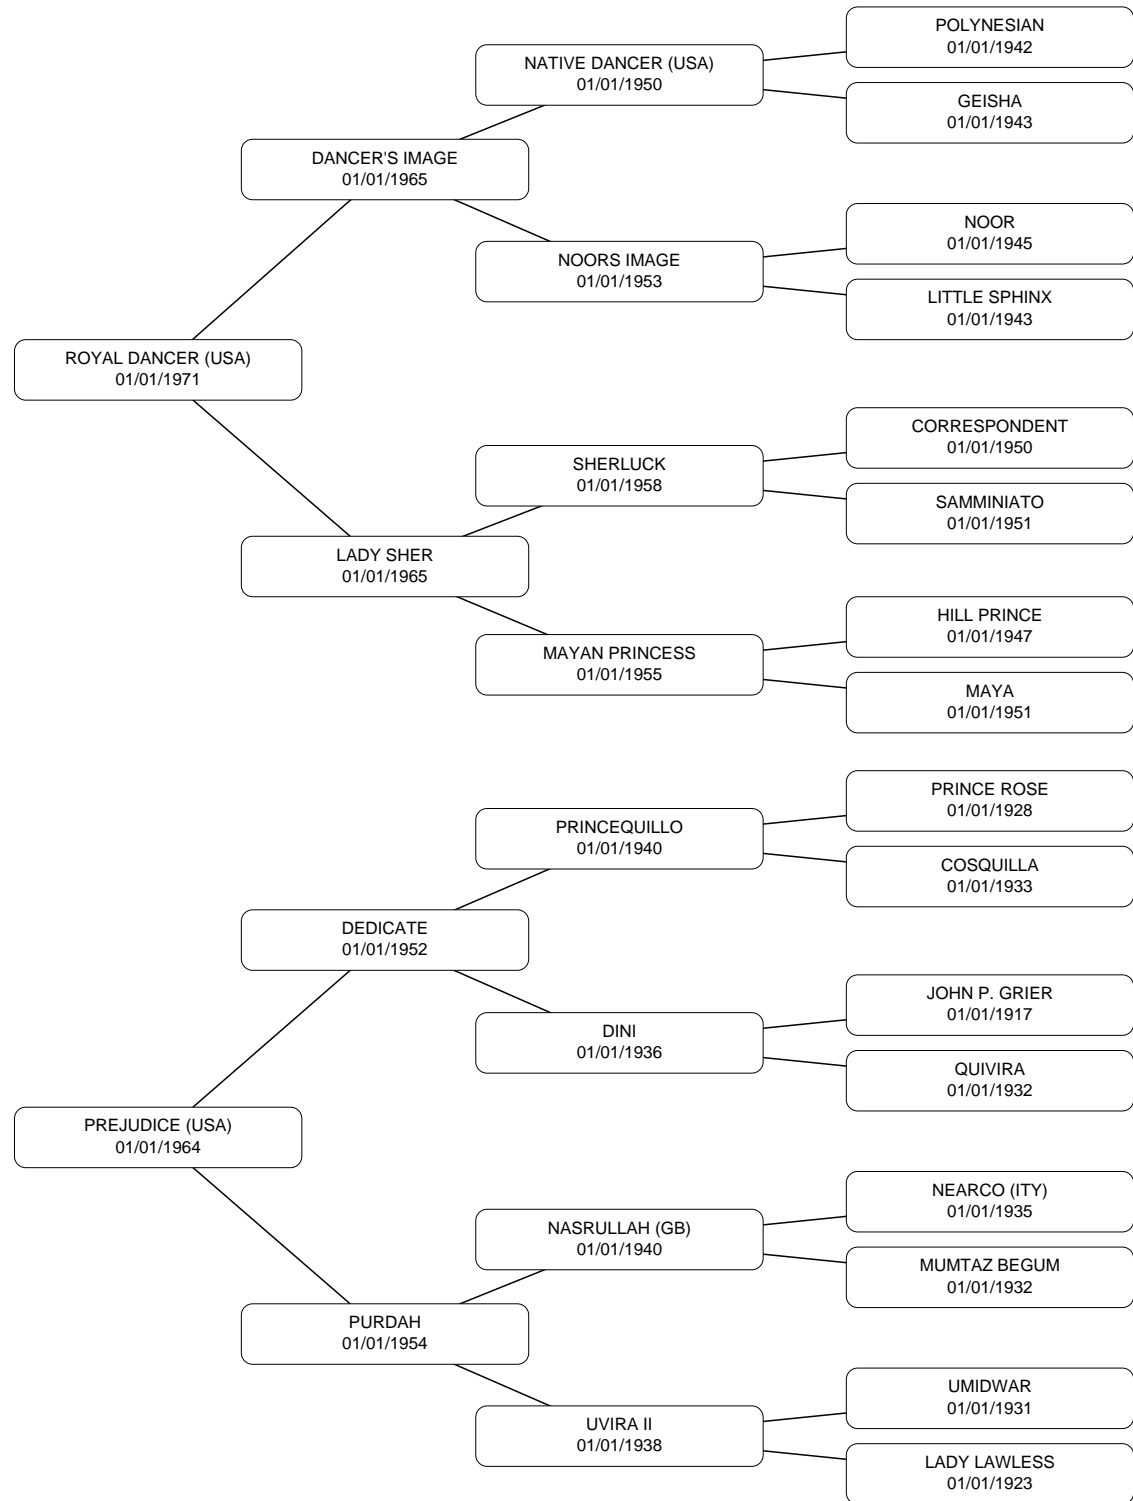 POLYNESIAN
01/01/1942
NATIVE DANCER (USA)
01/01/1950
GEISHA
01/01/1943
DANCER'S IMAGE
01/01/1965
NOOR
01/01/1945
NOORS IMAGE
01/01/1953
LITTLE SPHINX
01/01/1943
ROYAL DANCER (USA)
01/01/1971
CORRESPONDENT
01/01/1950
SHERLUCK
01/01/1958
SAMMINIATO
01/01/1951
LADY SHER
01/01/1965
HILL PRINCE
01/01/1947
MAYAN PRINCESS
01/01/1955
MAYA
01/01/1951
PRINCE ROSE
01/01/1928
PRINCEQUILLO
01/01/1940
COSQUILLA
01/01/1933
DEDICATE
01/01/1952
JOHN P. GRIER
01/01/1917
DINI
01/01/1936
QUIVIRA
01/01/1932
PREJUDICE (USA)
01/01/1964
NEARCO (ITY)
01/01/1935
NASRULLAH (GB)
01/01/1940
MUMTAZ BEGUM
01/01/1932
PURDAH
01/01/1954
UMIDWAR
01/01/1931
UVIRA II
01/01/1938
LADY LAWLESS
01/01/1923